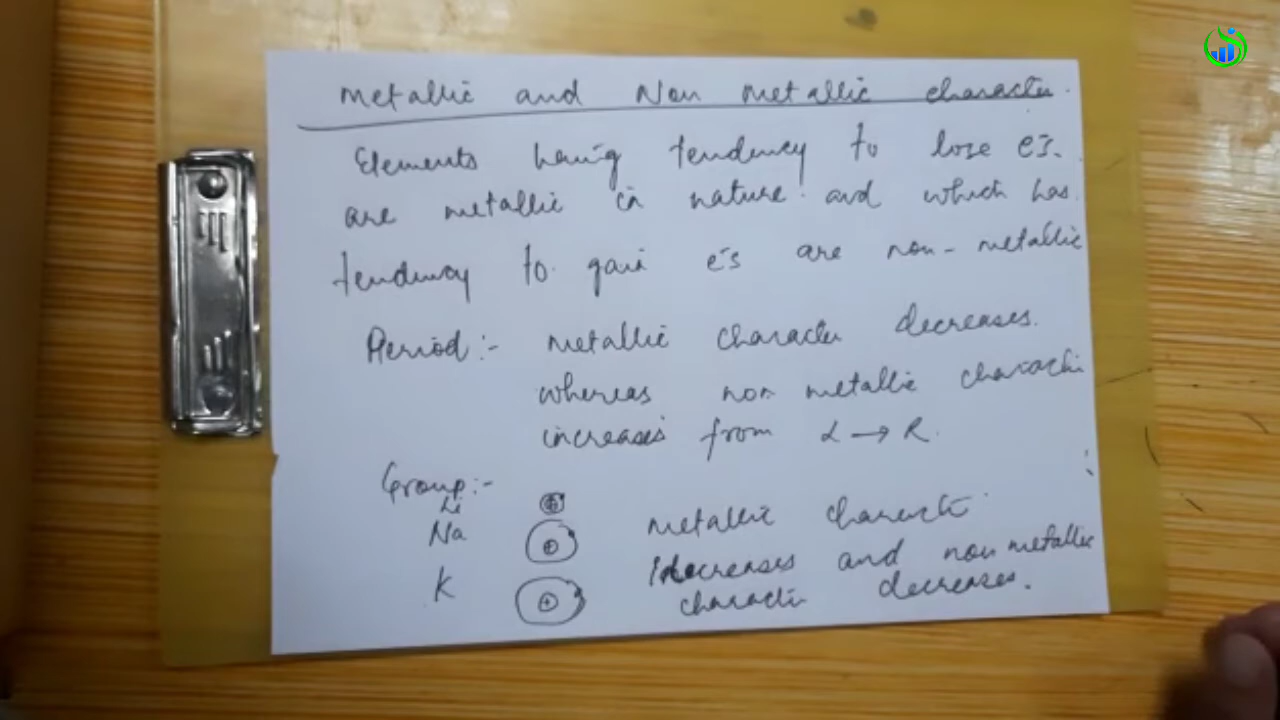 Metallic and Non metallic character.
Elements having tendency to lose e⁻s.
are metallic in nature. and which has.
tendency to gain e⁻s are non-metallic
Period:- metallic character decreases.
whereas non metallic character
increases from L → R.
Group:-
Li
Na metallic character
Increases and non metallic
K character decreases.